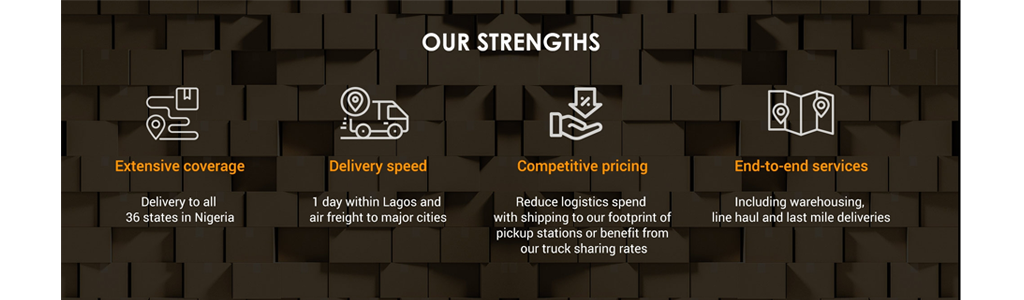 OUR STRENGTHS
Extensive coverage
Delivery to all
36 states in Nigeria
Delivery speed
1 day within Lagos and
air freight to major cities
Competitive pricing
Reduce logistics spend
with shipping to our footprint of
pickup stations or benefit from
our truck sharing rates
End-to-end services
Including warehousing,
line haul and last mile deliveries